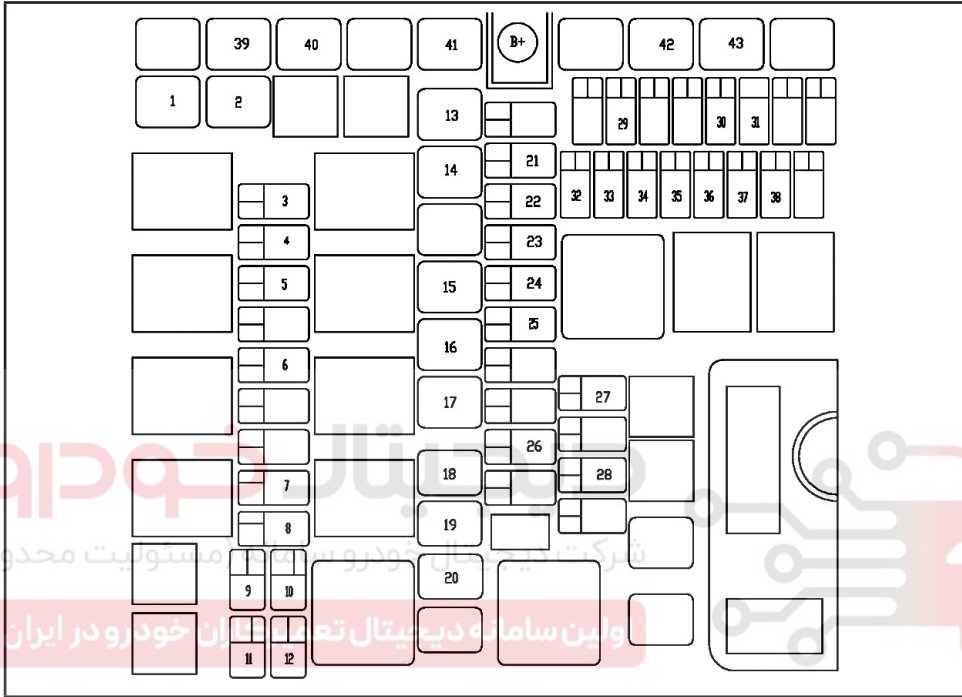 39 40 41 B+ 42 43
1 2
13
29 30 31
14 21
3 22
32 33 34 35 36 37 38
4 23
5 15 24
16 25
6
17 27
26
7 18 28
8 19
9 10 20
11 12
دیجیتال خودرو
شرکت دیجیتال خودرو سامانه (مسئولیت محدود
اولین سامانه دیجیتال تعمیرکاران خودرو در ایران